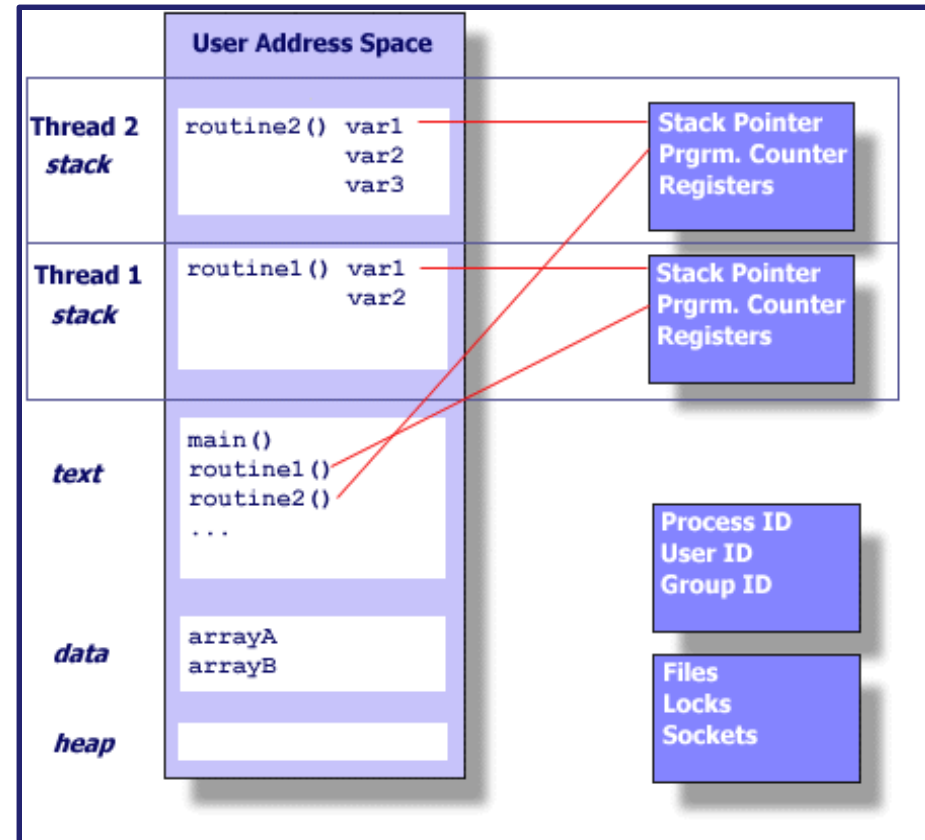 User Address Space
Thread 2
stack
routine2() var1
var2
var3
Stack Pointer
Prgrm. Counter
Registers
Thread 1
stack
routine1() var1
var2
Stack Pointer
Prgrm. Counter
Registers
text
main()
routine1()
routine2()
...
Process ID
User ID
Group ID
data
arrayA
arrayB
Files
Locks
Sockets
heap